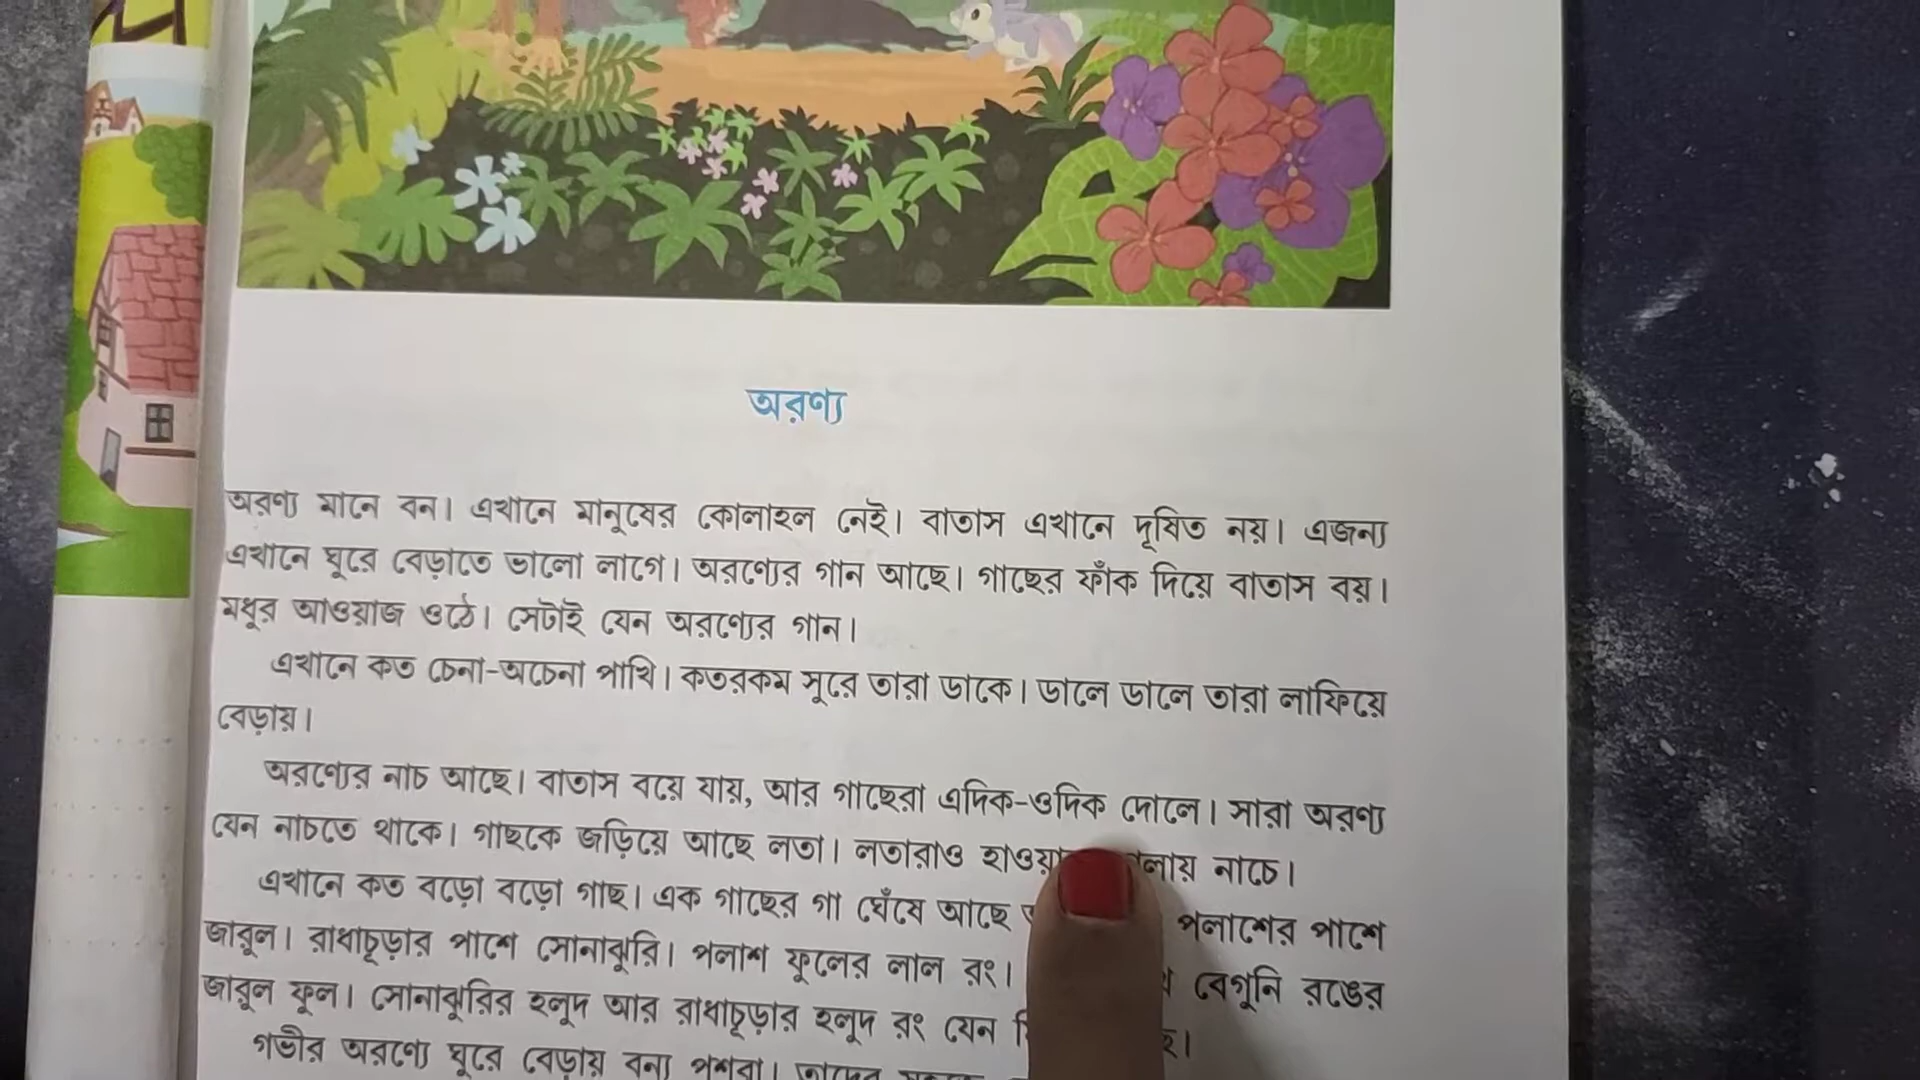 অরণ্য
অরণ্য মানে বন। এখানে মানুষের কোলাহল নেই। বাতাস এখানে দূষিত নয়। এজন্য
এখানে ঘুরে বেড়াতে ভালো লাগে। অরণ্যের গান আছে। গাছের ফাঁক দিয়ে বাতাস বয়।
মধুর আওয়াজ ওঠে। সেটাই যেন অরণ্যের গান।
এখানে কত চেনা-অচেনা পাখি। কতরকম সুরে তারা ডাকে। ডালে ডালে তারা লাফিয়ে
বেড়ায়।
অরণ্যের নাচ আছে। বাতাস বয়ে যায়, আর গাছেরা এদিক-ওদিক দোলে। সারা অরণ্য
যেন নাচতে থাকে। গাছকে জড়িয়ে আছে লতা। লতারাও নাচে।
এখানে কত বড়ো বড়ো গাছ। এক গাছের গা ঘেঁষে আছে পলাশের পাশে
জারুল। রাধাচূড়ার পাশে সোনাঝুরি। পলাশ ফুলের লাল রং। বেগুনি রঙের
জারুল ফুল। সোনাঝুরির হলুদ আর রাধাচূড়ার হলুদ রং যেন
গভীর অরণ্যে ঘুরে বেড়ায় বন্য পশুরা। তাদের